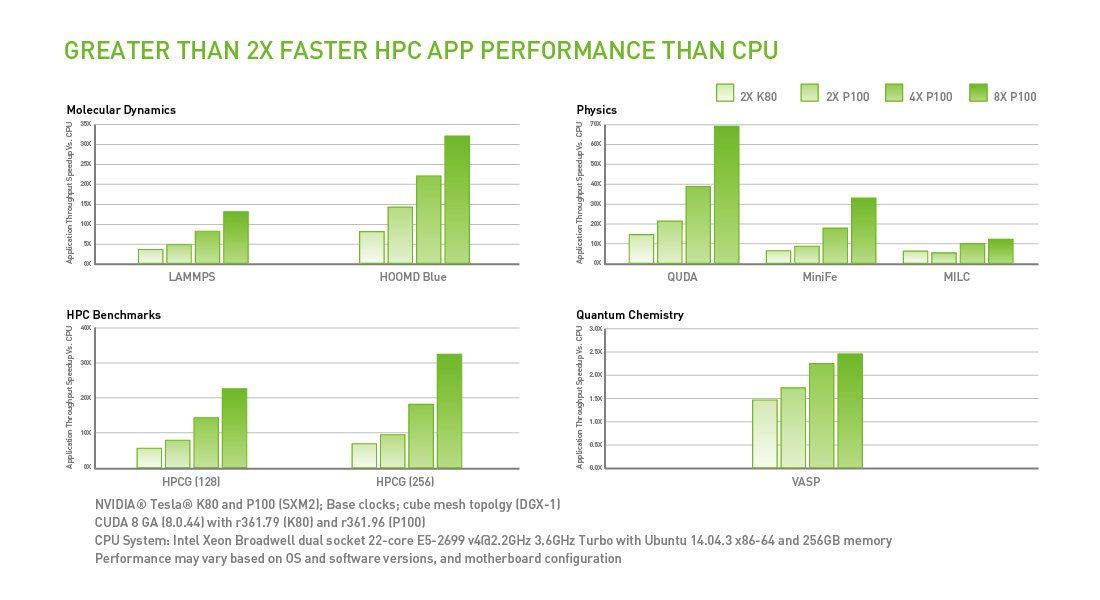 GREATER THAN 2X FASTER HPC APP PERFORMANCE THAN CPU
2X K80 2X P100 4X P100 8X P100
Molecular Dynamics
Application Throughput Speedup Vs. CPU
35X
30X
25X
20X
15X
10X
5X
0X
LAMMPS HOOMD Blue
Physics
Application Throughput Speedup Vs. CPU
70X
60X
50X
40X
30X
20X
10X
0X
QUDA MiniFe MILC
HPC Benchmarks
Application Throughput Speedup Vs. CPU
40X
30X
20X
10X
0X
HPCG (128) HPCG (256)
Quantum Chemistry
Application Throughput Speedup Vs. CPU
3.0X
2.5X
2.0X
1.5X
1.0X
0.5X
0.0X
VASP
NVIDIA® Tesla® K80 and P100 (SXM2); Base clocks; cube mesh topolgy (DGX-1)
CUDA 8 GA (8.0.44) with r361.79 (K80) and r361.96 (P100)
CPU System: Intel Xeon Broadwell dual socket 22-core E5-2699 v4@2.2GHz 3.6GHz Turbo with Ubuntu 14.04.3 x86-64 and 256GB memory
Performance may vary based on OS and software versions, and motherboard configuration